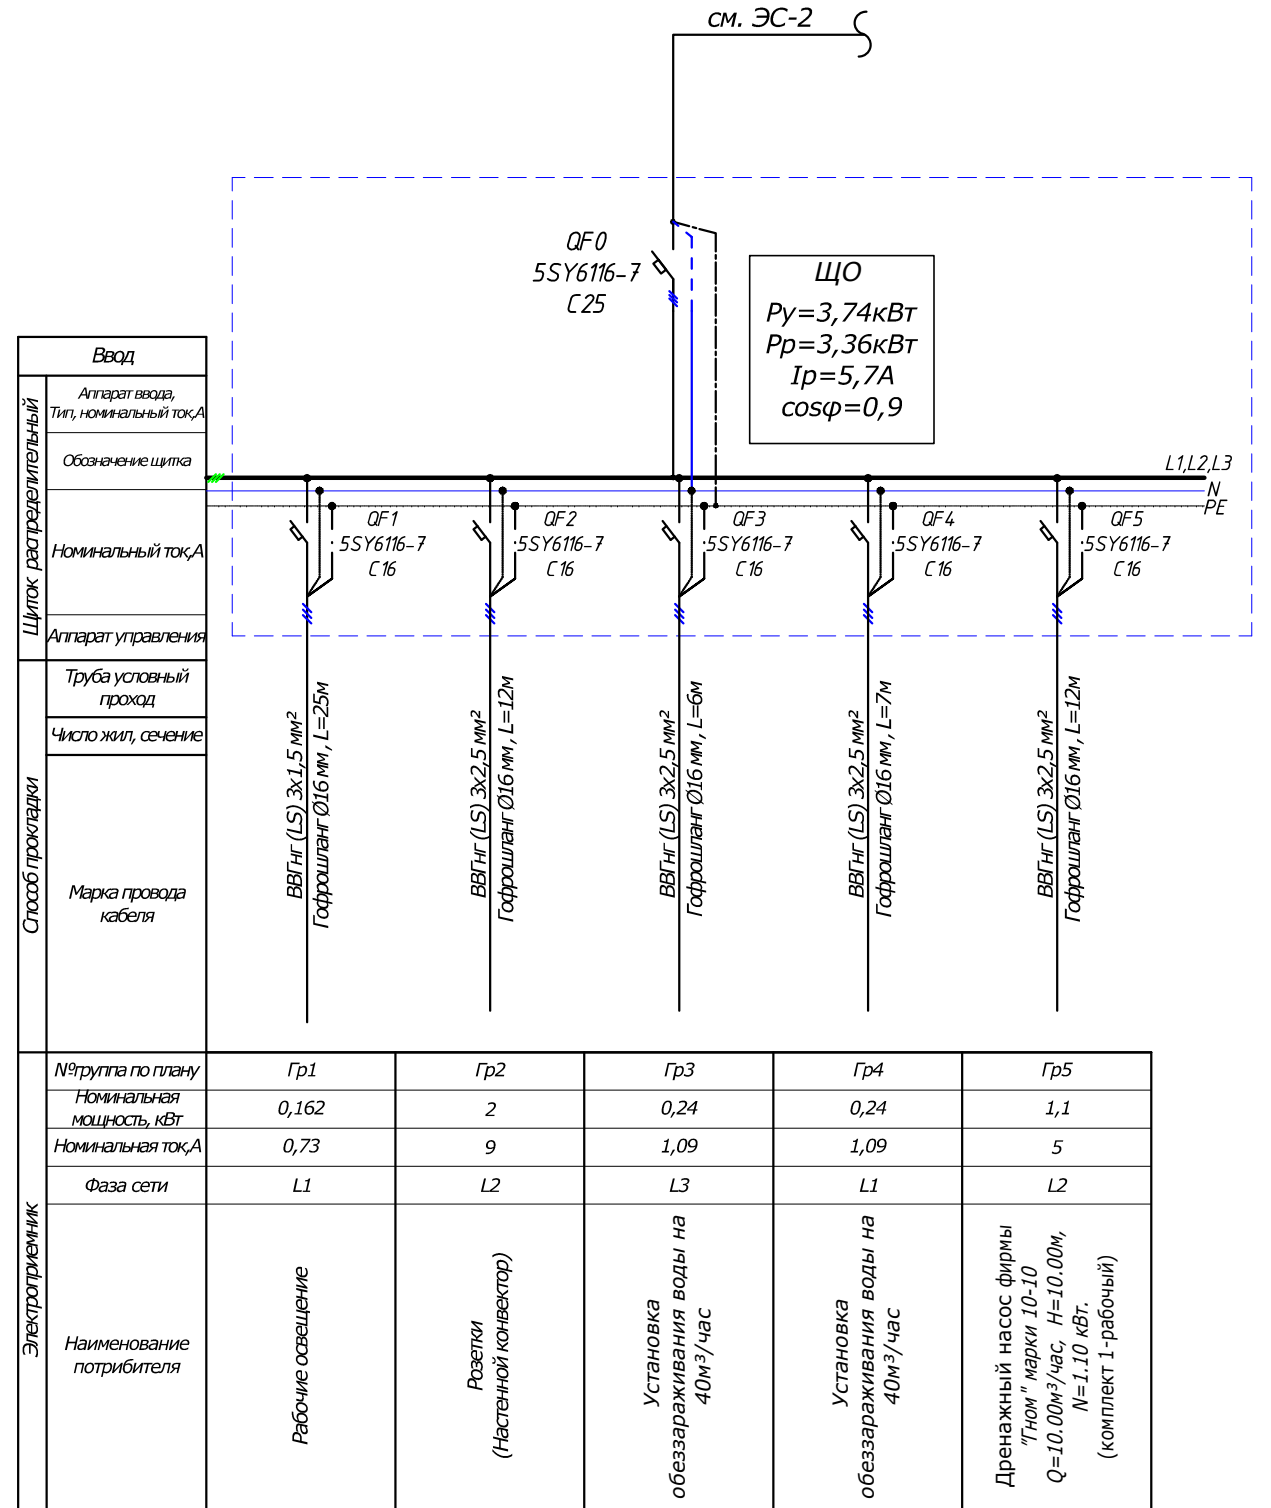 см. ЭС-2
QF0
5SY6116-7
C25
ЩО
Ру=3,74кВт
Рр=3,36кВт
Iр=5,7А
cosφ=0,9
L1,L2,L3
N
PE
Ввод
Щиток распределительный
Аппарат ввода,
Тип, номинальный ток,А
Обозначение щитка
Номинальный ток,А
Аппарат управления
QF1
5SY6116-7
C16
QF2
5SY6116-7
C16
QF3
5SY6116-7
C16
QF4
5SY6116-7
C16
QF5
5SY6116-7
C16
Способ прокладки
Труба условный
проход
Число жил, сечение
Марка провода
кабеля
ВВГнг (LS) 3x1,5 мм²
Гофрошланг Ø16 мм, L=25м
ВВГнг (LS) 3x2,5 мм²
Гофрошланг Ø16 мм, L=12м
ВВГнг (LS) 3x2,5 мм²
Гофрошланг Ø16 мм, L=6м
ВВГнг (LS) 3x2,5 мм²
Гофрошланг Ø16 мм, L=7м
ВВГнг (LS) 3x2,5 мм²
Гофрошланг Ø16 мм, L=12м
Электроприемник
№группа по плану
Гр1
Гр2
Гр3
Гр4
Гр5
Номинальная
мощность, кВт
0,162
2
0,24
0,24
1,1
Номинальная ток,А
0,73
9
1,09
1,09
5
Фаза сети
L1
L2
L3
L1
L2
Наименование
потрибителя
Рабочие освещение
Розетки
(Настенной конвектор)
Установка
обеззараживания воды на
40м³/час
Установка
обеззараживания воды на
40м³/час
Дренажный насос фирмы
"Гном" марки 10-10
Q=10.00м³/час, Н=10.00м,
N=1.10 кВт.
(комплект 1-рабочый)